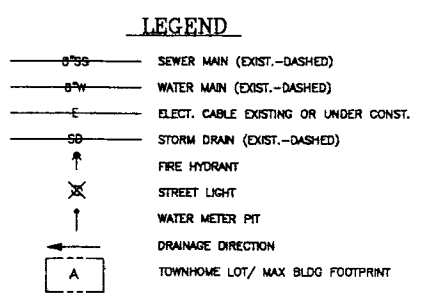 LEGEND
8"SS SEWER MAIN (EXIST.-DASHED)
8"W WATER MAIN (EXIST.-DASHED)
E ELECT. CABLE EXISTING OR UNDER CONST.
SD STORM DRAIN (EXIST.-DASHED)
FIRE HYDRANT
STREET LIGHT
WATER METER PIT
DRAINAGE DIRECTION
A TOWNHOME LOT/ MAX BLDG FOOTPRINT